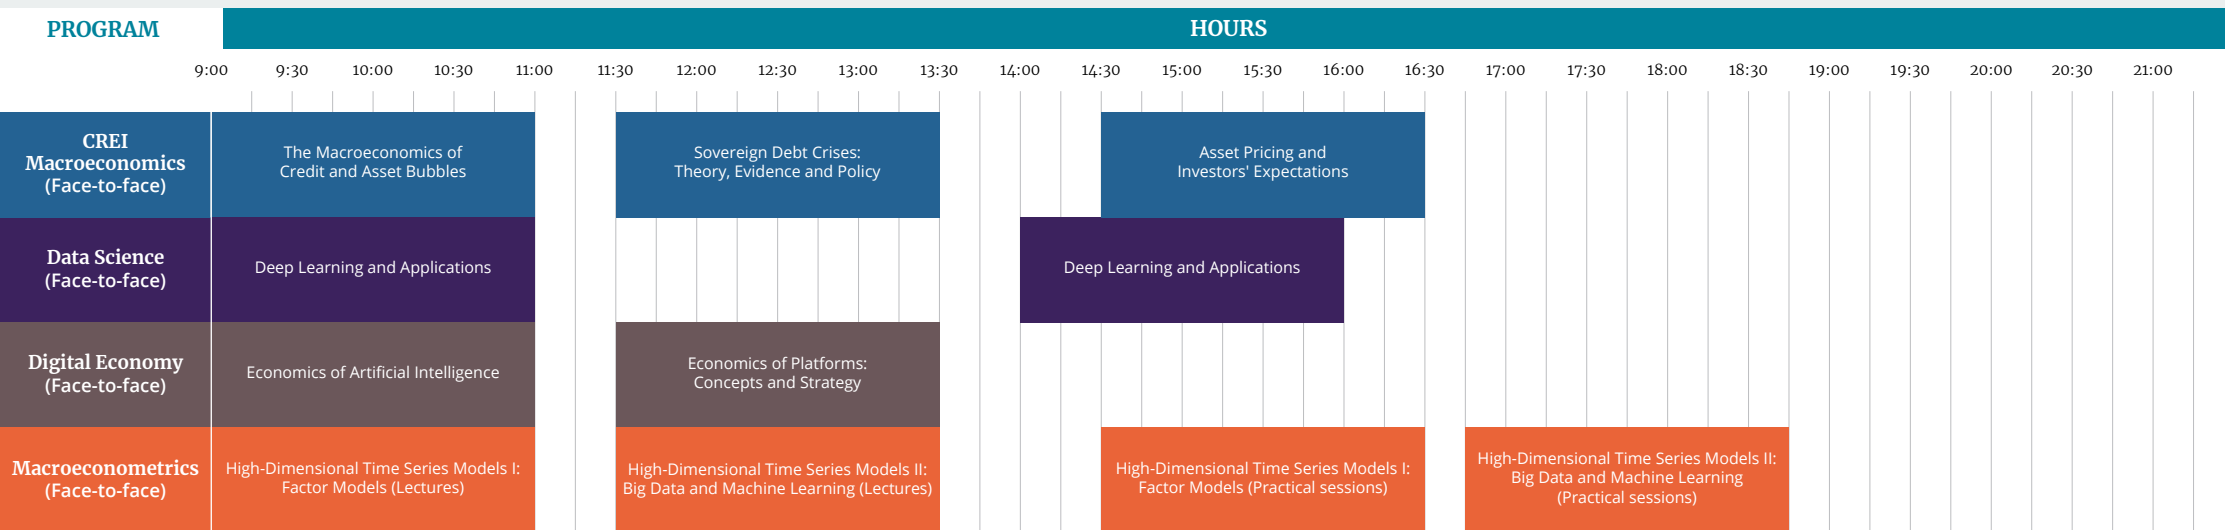 PROGRAM
HOURS
9:00 9:30 10:00 10:30 11:00 11:30 12:00 12:30 13:00 13:30 14:00 14:30 15:00 15:30 16:00 16:30 17:00 17:30 18:00 18:30 19:00 19:30 20:00 20:30 21:00
CREI
Macroeconomics
(Face-to-face)
The Macroeconomics of
Credit and Asset Bubbles
Sovereign Debt Crises:
Theory, Evidence and Policy
Asset Pricing and
Investors' Expectations
Data Science
(Face-to-face)
Deep Learning and Applications
Deep Learning and Applications
Digital Economy
(Face-to-face)
Economics of Artificial Intelligence
Economics of Platforms:
Concepts and Strategy
Macroeconometrics
(Face-to-face)
High-Dimensional Time Series Models I:
Factor Models (Lectures)
High-Dimensional Time Series Models II:
Big Data and Machine Learning (Lectures)
High-Dimensional Time Series Models I:
Factor Models (Practical sessions)
High-Dimensional Time Series Models II:
Big Data and Machine Learning
(Practical sessions)